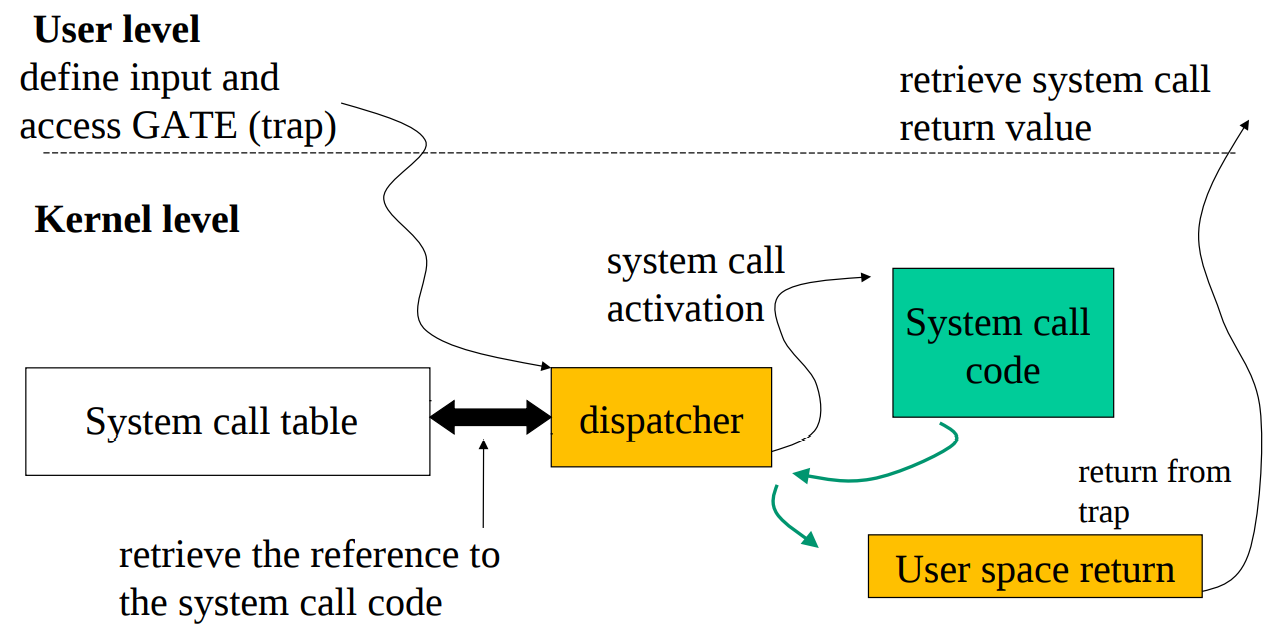 User level
define input and
access GATE (trap)
retrieve system call
return value
Kernel level
system call
activation
System call
code
System call table
dispatcher
return from
trap
retrieve the reference to
the system call code
User space return